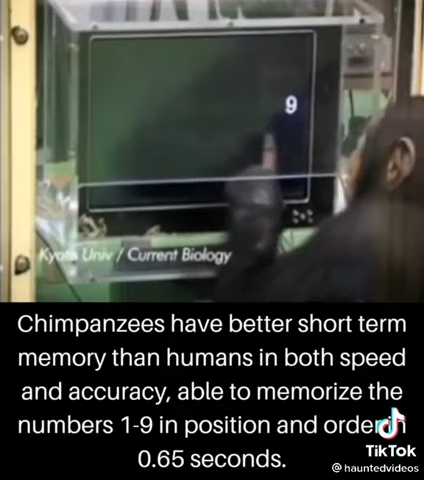 9
Kyoto Univ / Current Biology
Chimpanzees have better short term
memory than humans in both speed
and accuracy, able to memorize the
numbers 1-9 in position and order in
0.65 seconds.
TikTok
@hauntedvideos